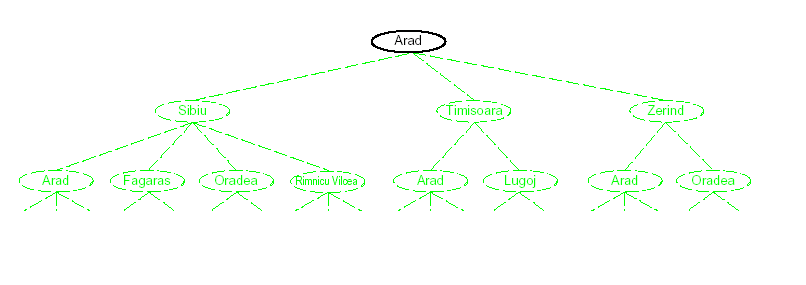 Arad
Sibiu
Timisoara
Zerind
Arad
Fagaras
Oradea
Rimnicu Vilcea
Arad
Lugoj
Arad
Oradea